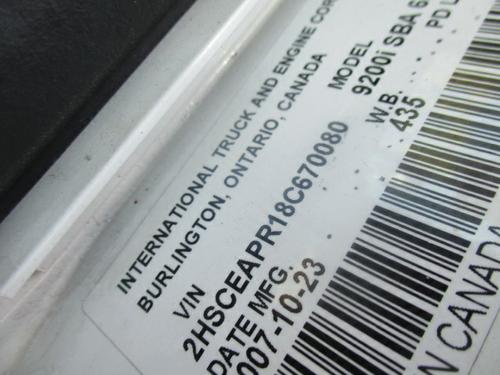 INTERNATIONAL TRUCK AND ENGINE COR
BURLINGTON, ONTARIO, CANADA
VIN
2HSCEAPR18C670080
MODEL
9200i SBA 6
DATE MFG.
007-10-23
W.B.
435
PD L
N CANADA